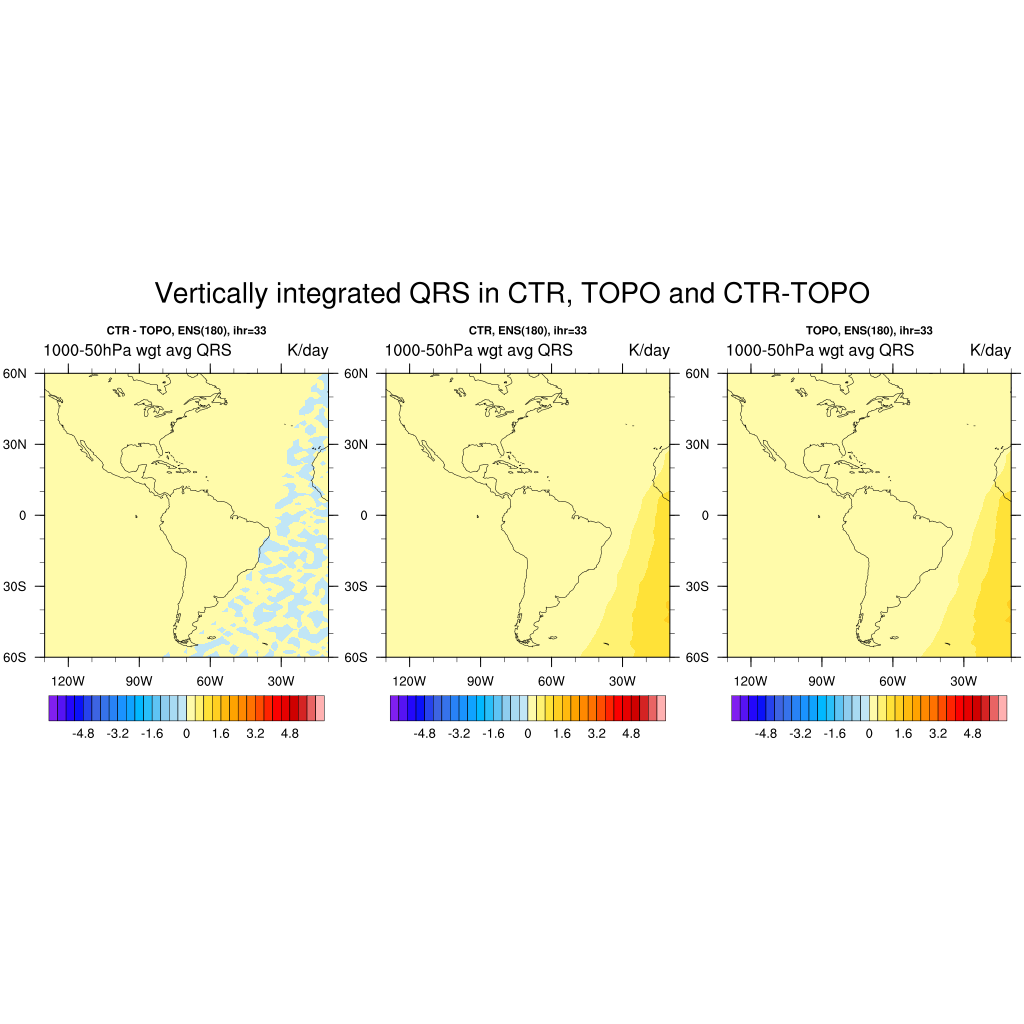 Vertically integrated QRS in CTR, TOPO and CTR-TOPO
CTR - TOPO, ENS(180), ihr=33
1000-50hPa wgt avg QRS K/day
60N
30N
0
30S
60S
120W 90W 60W 30W
-4.8 -3.2 -1.6 0 1.6 3.2 4.8
CTR, ENS(180), ihr=33
1000-50hPa wgt avg QRS K/day
60N
30N
0
30S
60S
120W 90W 60W 30W
-4.8 -3.2 -1.6 0 1.6 3.2 4.8
TOPO, ENS(180), ihr=33
1000-50hPa wgt avg QRS K/day
60N
30N
0
30S
60S
120W 90W 60W 30W
-4.8 -3.2 -1.6 0 1.6 3.2 4.8